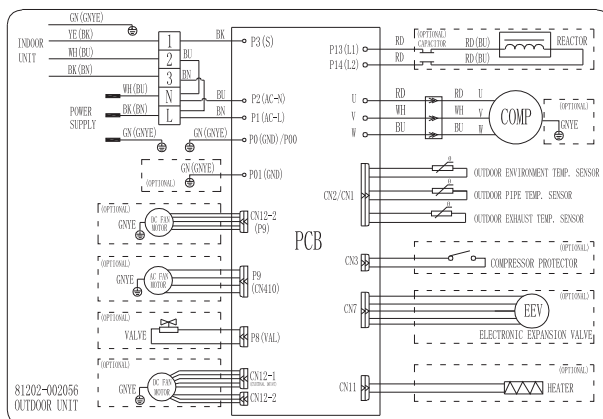 GN(GNYE)
INDOOR
UNIT
YE(BK)
WH(BU)
BK(BN)
1
2
3
N
L
BU
BN
BK
BU
BN
P3(S)
P2(AC-N)
P1(AC-L)
WH(BU)
BK(BN)
POWER
SUPPLY
GN(GNYE)
GN(GNYE)
P0(GND)/P00
GN(GNYE)
(OPTIONAL)
P01(GND)
(OPTIONAL)
GNYE
DC FAN
MOTOR
CN12-2
(P9)
(OPTIONAL)
GNYE
AC FAN
MOTOR
P9
(CN410)
(OPTIONAL)
VALVE
P8(VAL)
(OPTIONAL)
GNYE
DC FAN
MOTOR
CN12-1
CN12-2
81202-002056
OUTDOOR UNIT
PCB
P13(L1)
P14(L2)
RD
RD
(OPTIONAL)
CAPACITOR
RD(BU)
RD(BU)
REACTOR
U
V
W
RD
WH
BU
RD
WH
BU
U
V
W
COMP
(OPTIONAL)
GNYE
CN2/CN1
OUTDOOR ENVIRONMENT TEMP. SENSOR
OUTDOOR PIPE TEMP. SENSOR
OUTDOOR EXHAUST TEMP. SENSOR
CN3
(OPTIONAL)
COMPRESSOR PROTECTOR
CN7
(OPTIONAL)
EEV
ELECTRONIC EXPANSION VALVE
CN11
(OPTIONAL)
HEATER